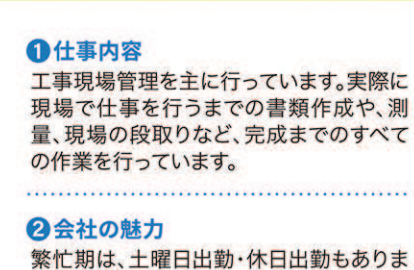 ❶仕事内容
工事現場管理を主に行っています。実際に
現場で仕事を行うまでの書類作成や、測
量、現場の段取りなど、完成までのすべて
の作業を行っています。
❷会社の魅力
繁忙期は、土曜日出勤・休日出勤もありま